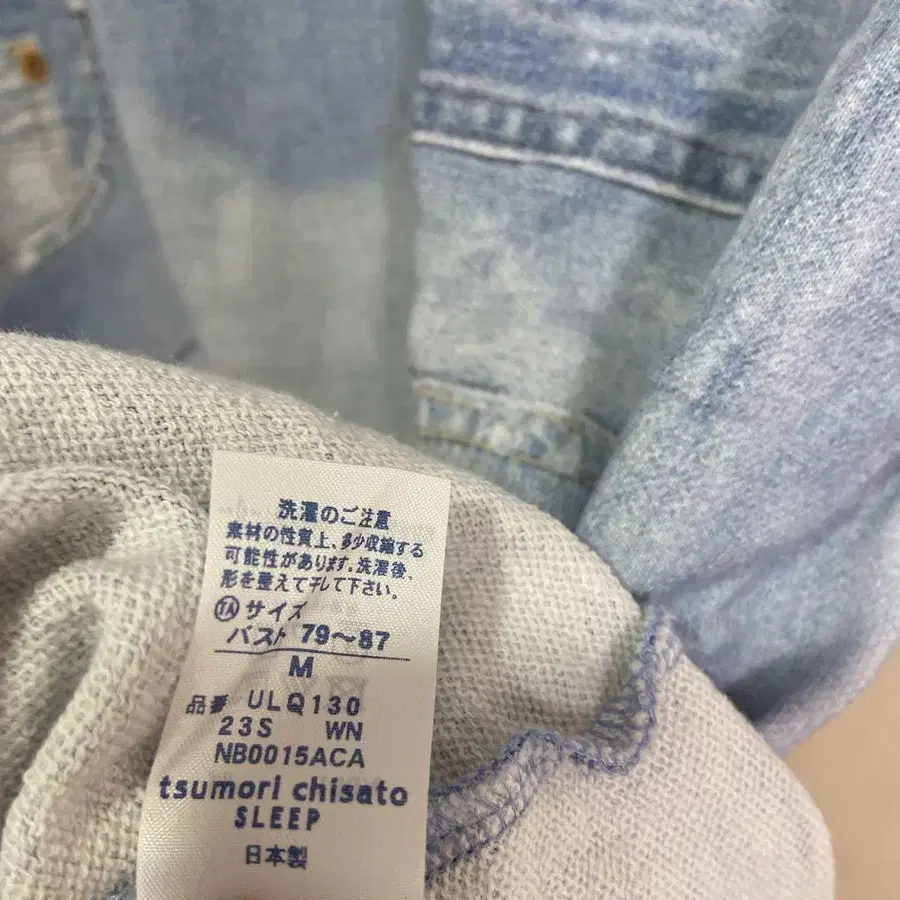 洗濯のご注意
素材の性質上、多少収縮する
可能性があります。洗濯後、
形を整えて干して下さい。
TA サイズ
バスト 79〜87
M
品番 ULQ130
23S WN
NB0015ACA
tsumori chisato
SLEEP
日本製